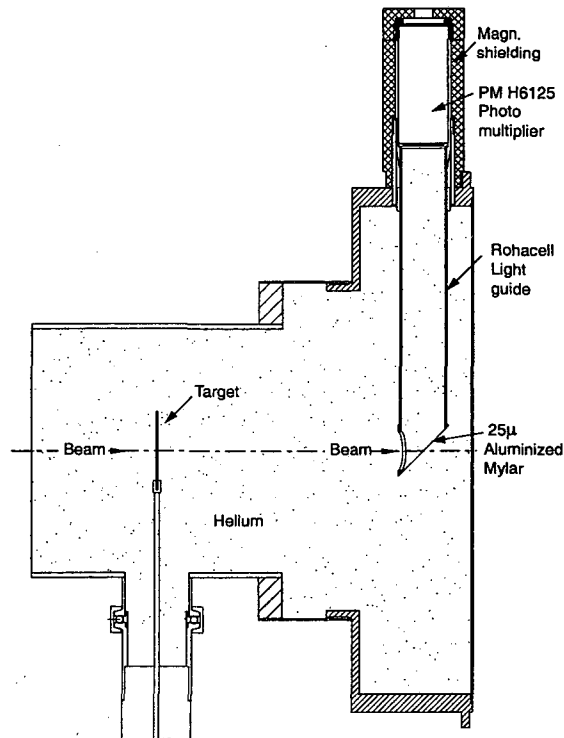 Magn.
shielding
PM H6125
Photo
multiplier
Rohacell
Light
guide
Target
Beam
Beam
25μ
Aluminized
Mylar
Helium